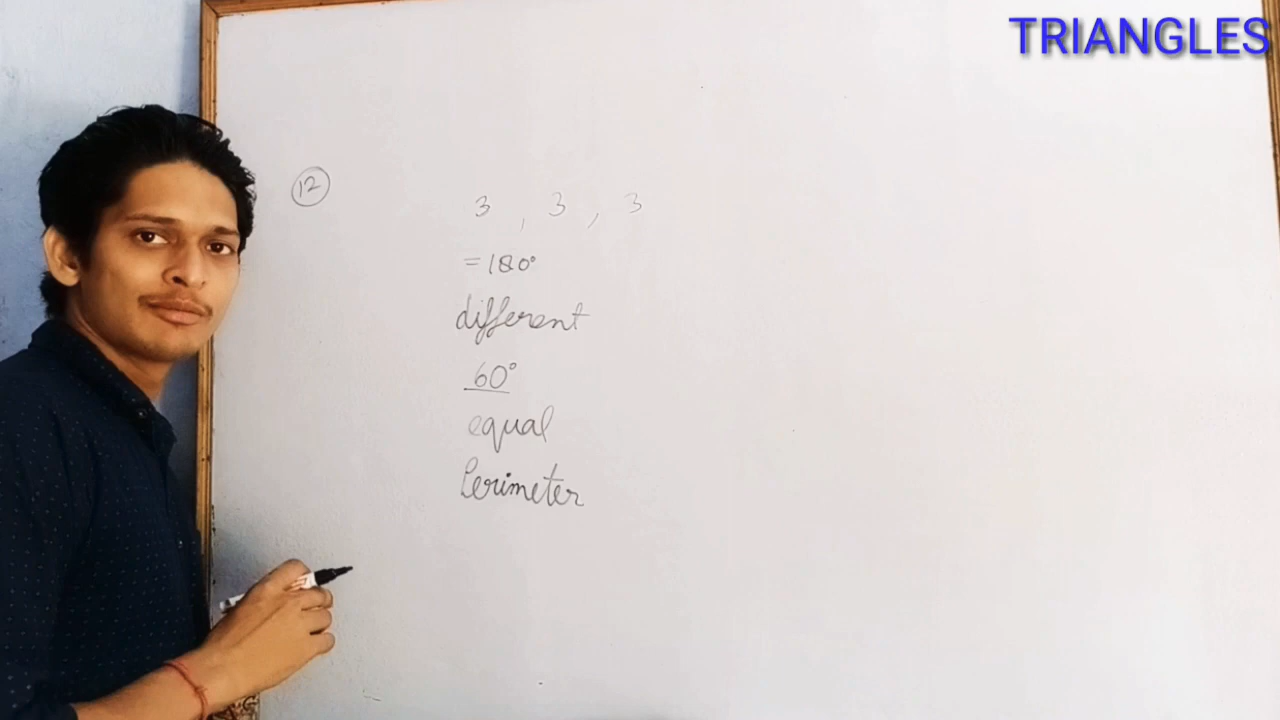 TRIANGLES
12
3 , 3 , 3
= 180°
different
60°
equal
Perimeter